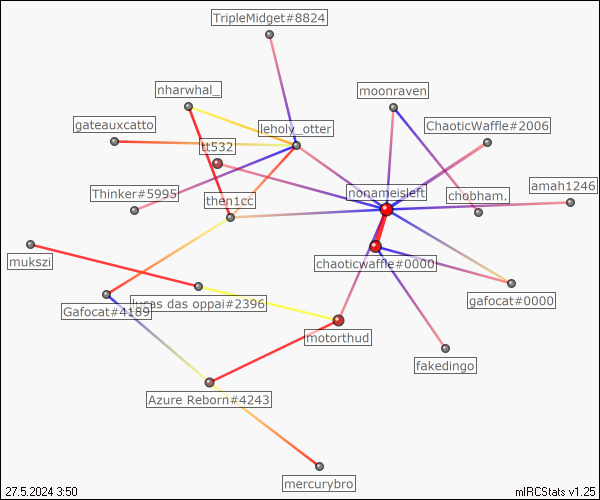 TripleMidget#8824
nharwhal_
moonraven
gateauxcatto
leholy_otter
ChaoticWaffle#2006
tt532
Thinker#5995
then1cc
nonameisleft
chobham.
amah1246
mukszi
chaoticwaffle#0000
Gafocat#4189
lucas das oppai#2396
gafocat#0000
motorthud
fakedingo
Azure Reborn#4243
mercurybro
27.5.2024 3:50
mIRCStats v1.25